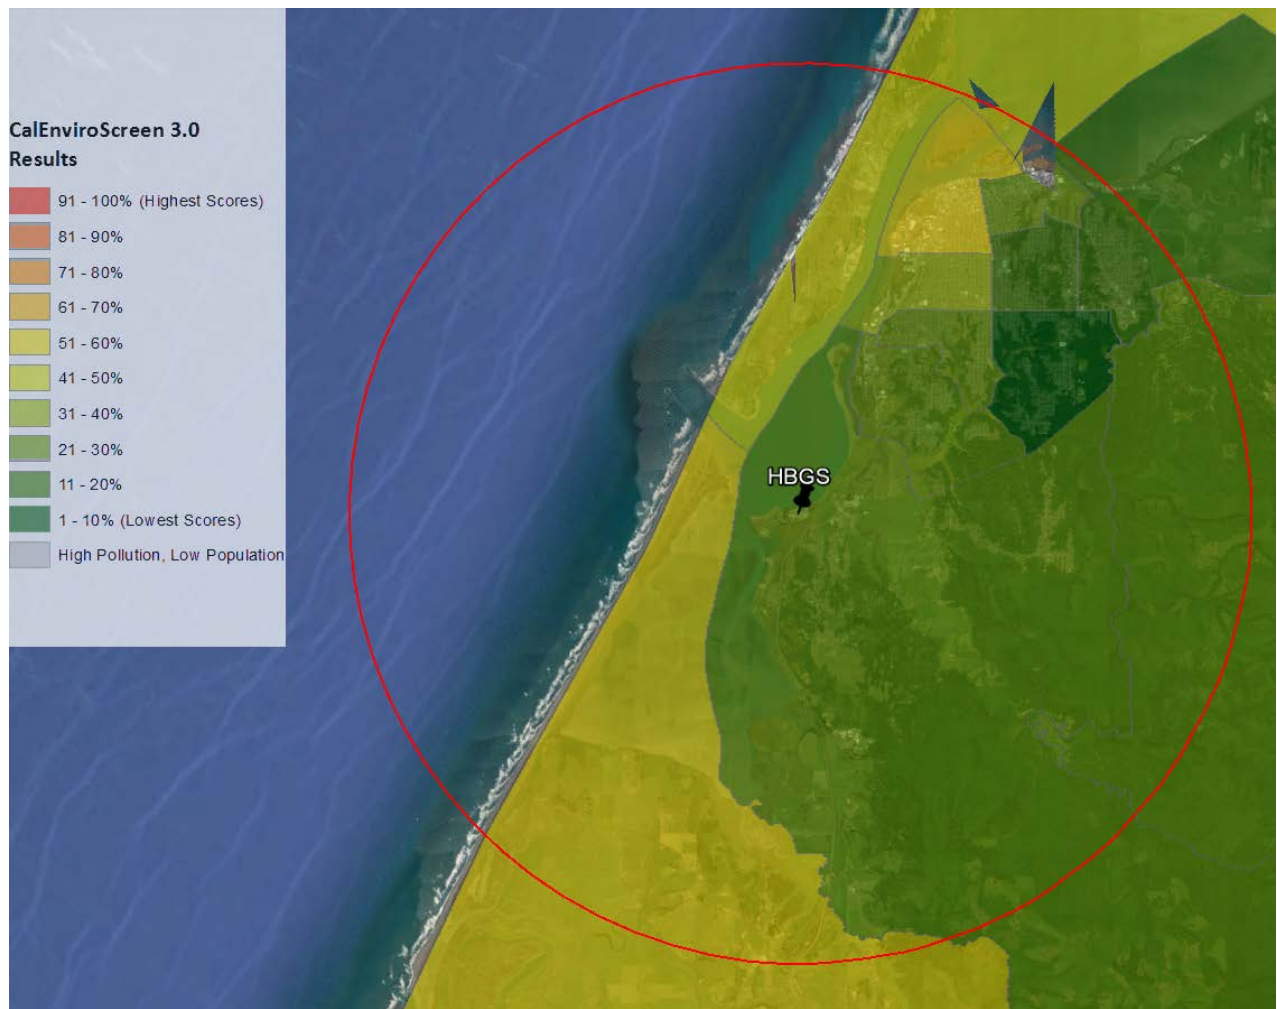 CalEnviroScreen 3.0
Results
91 - 100% (Highest Scores)
81 - 90%
71 - 80%
61 - 70%
51 - 60%
41 - 50%
31 - 40%
21 - 30%
11 - 20%
1 - 10% (Lowest Scores)
High Pollution, Low Population
HBGS